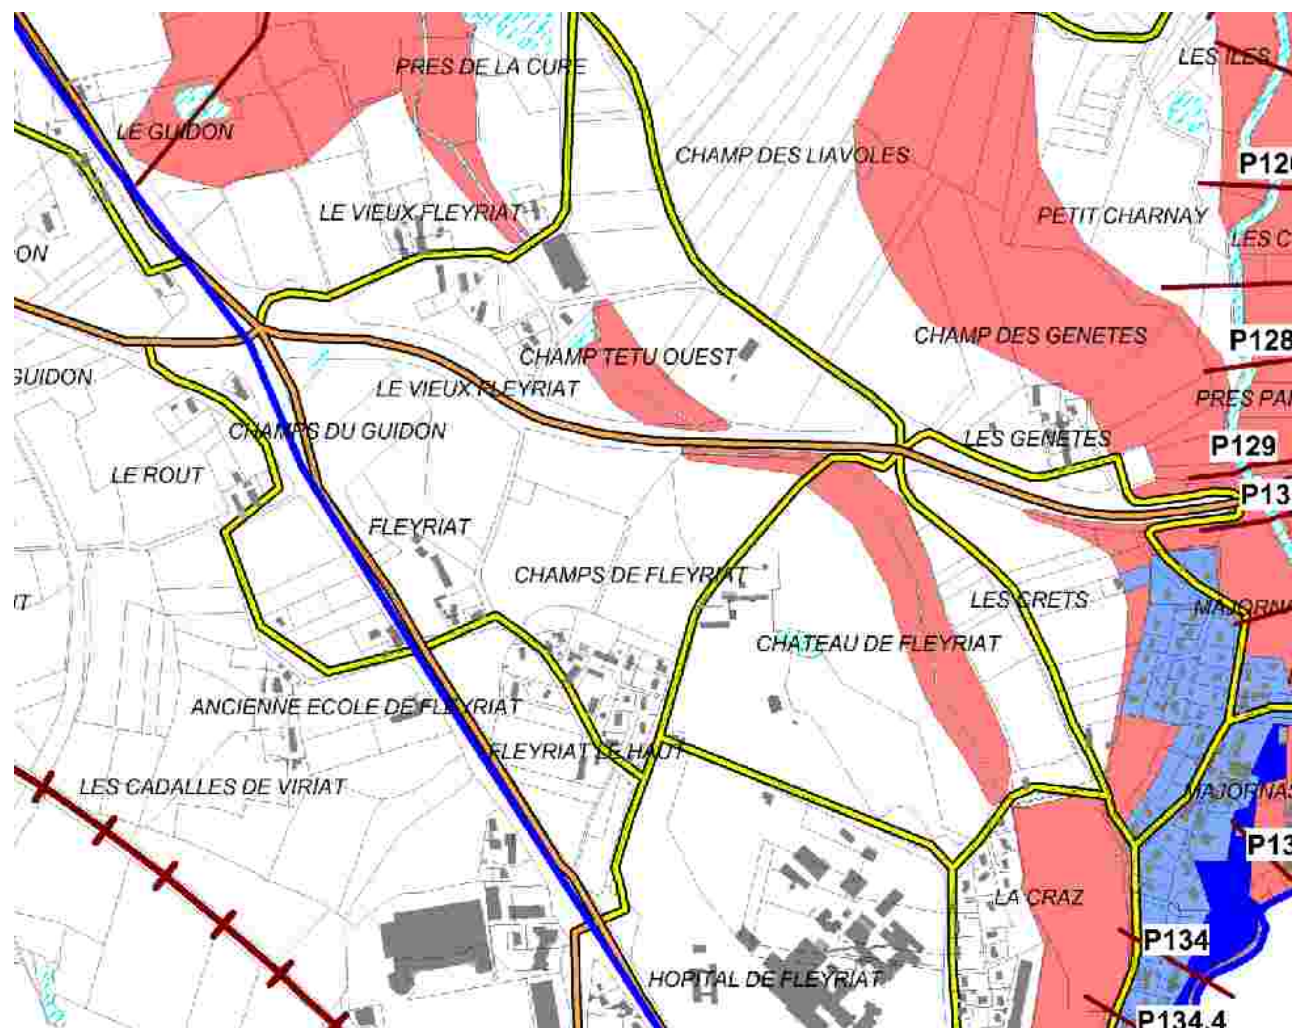 LES ILES
PRES DE LA CURE
LE GUIDON
CHAMP DES LIAVOLES
LE VIEUX FLEYRIAT
PETIT CHARNAY
LES C
ON
P128
CHAMP DES GENETES
CHAMP TETU OUEST
GUIDON
LE VIEUX FLEYRIAT
PRES PAI
CHAMPS DU GUIDON
LES GENETES
P129
LE ROUT
P13
FLEYRIAT
CHAMPS DE FLEYRIAT
LES CRETS
MAJORNA
CHATEAU DE FLEYRIAT
ANCIENNE ECOLE DE FLEYRIAT
FLEYRIAT LE HAUT
LES CADALLES DE VIRIAT
MAJORNAS
P13
LA CRAZ
P134
HOPITAL DE FLEYRIAT
P134.4